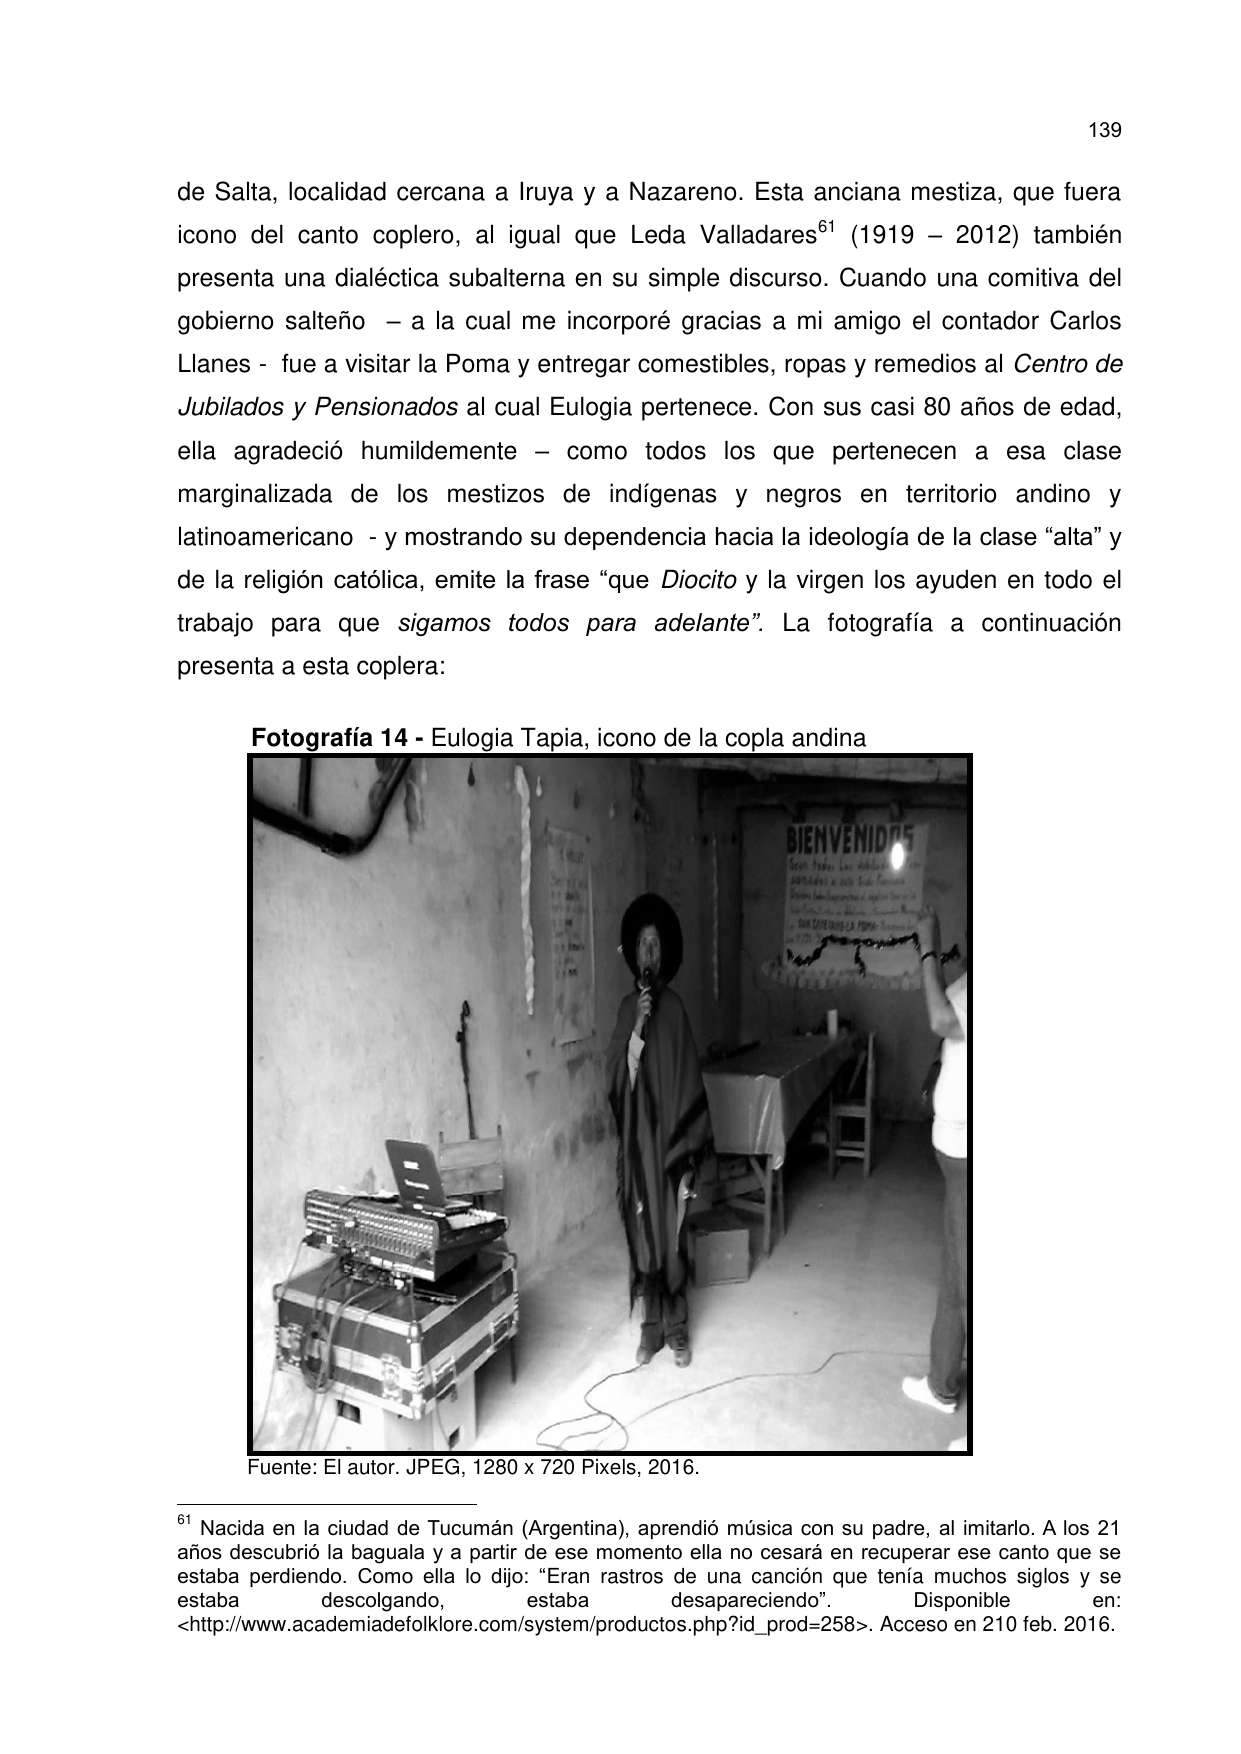 139
de Salta, localidad cercana a Iruya y a Nazareno. Esta anciana mestiza, que fuera
icono del canto coplero, al igual que Leda Valladares61 (1919 – 2012) también
presenta una dialéctica subalterna en su simple discurso. Cuando una comitiva del
gobierno salteño – a la cual me incorporé gracias a mi amigo el contador Carlos
Llanes - fue a visitar la Poma y entregar comestibles, ropas y remedios al Centro de
Jubilados y Pensionados al cual Eulogia pertenece. Con sus casi 80 años de edad,
ella agradeció humildemente – como todos los que pertenecen a esa clase
marginalizada de los mestizos de indígenas y negros en territorio andino y
latinoamericano - y mostrando su dependencia hacia la ideología de la clase “alta” y
de la religión católica, emite la frase “que Diocito y la virgen los ayuden en todo el
trabajo para que sigamos todos para adelante”. La fotografía a continuación
presenta a esta coplera:
Fotografía 14 - Eulogia Tapia, icono de la copla andina
BIENVENIDOS
Fuente: El autor. JPEG, 1280 x 720 Pixels, 2016.
61 Nacida en la ciudad de Tucumán (Argentina), aprendió música con su padre, al imitarlo. A los 21
años descubrió la baguala y a partir de ese momento ella no cesará en recuperar ese canto que se
estaba perdiendo. Como ella lo dijo: “Eran rastros de una canción que tenía muchos siglos y se
estaba descolgando, estaba desapareciendo”. Disponible en:
<http://www.academiadefolklore.com/system/productos.php?id_prod=258>. Acceso en 210 feb. 2016.